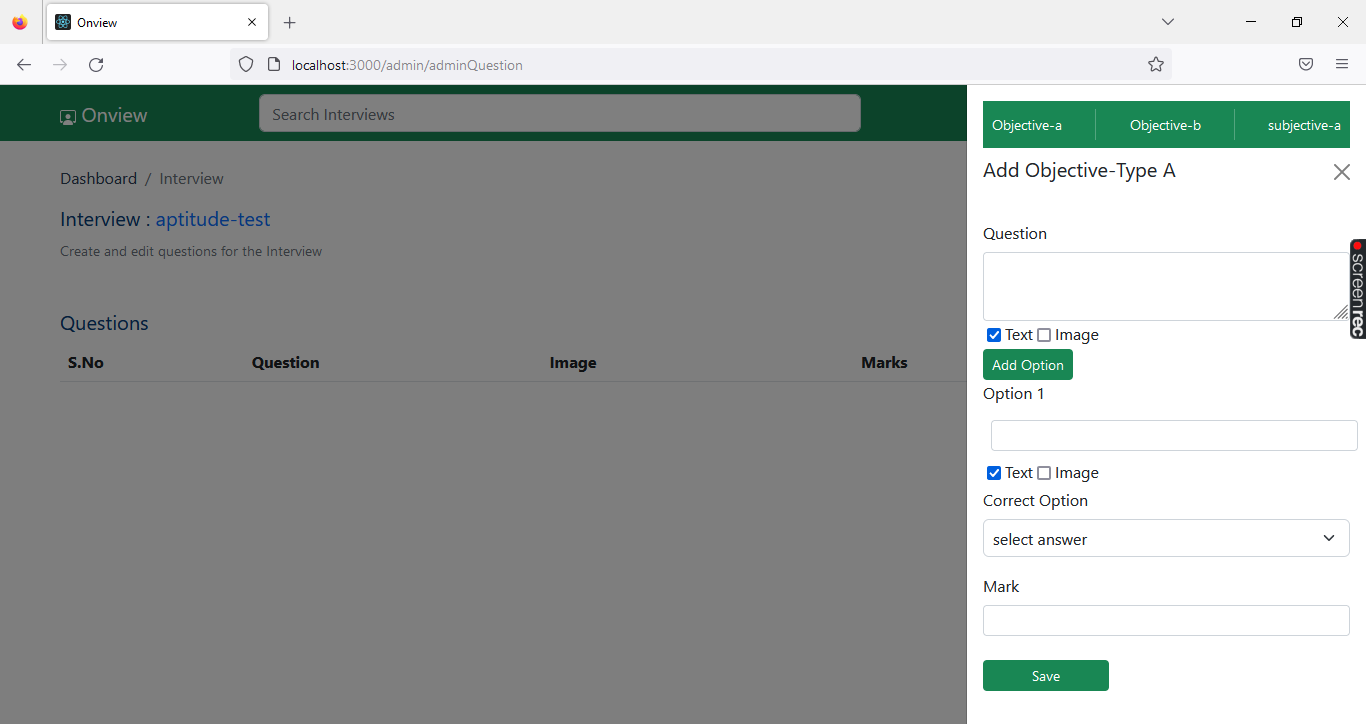 Onview
localhost:3000/admin/adminQuestion
Onview
Search Interviews
Dashboard / Interview
Interview : aptitude-test
Create and edit questions for the Interview
Questions
S.No Question Image Marks
Objective-a Objective-b subjective-a
Add Objective-Type A
Question
Text Image
Add Option
Option 1
Text Image
Correct Option
select answer
Mark
Save
screenrec